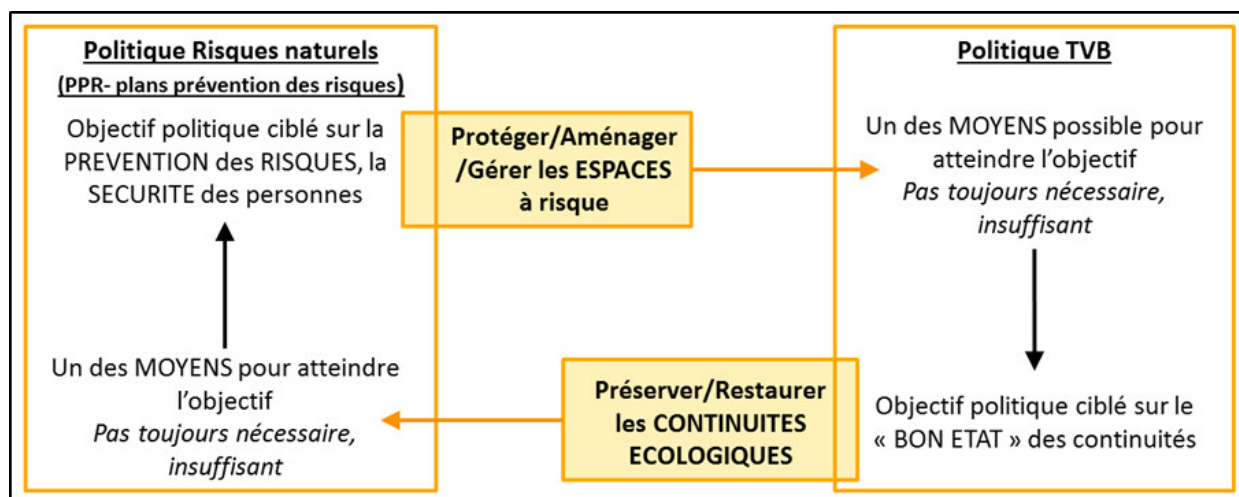 Politique Risques naturels
(PPR- plans prévention des risques)
Objectif politique ciblé sur la
PREVENTION des RISQUES, la
SECURITE des personnes
Un des MOYENS pour atteindre
l'objectif
Pas toujours nécessaire,
insuffisant
Protéger/Aménager
/Gérer les ESPACES
à risque
Préserver/Restaurer
les CONTINUITES
ECOLOGIQUES
Politique TVB
Un des MOYENS possible pour
atteindre l'objectif
Pas toujours nécessaire,
insuffisant
Objectif politique ciblé sur le
« BON ETAT » des continuités